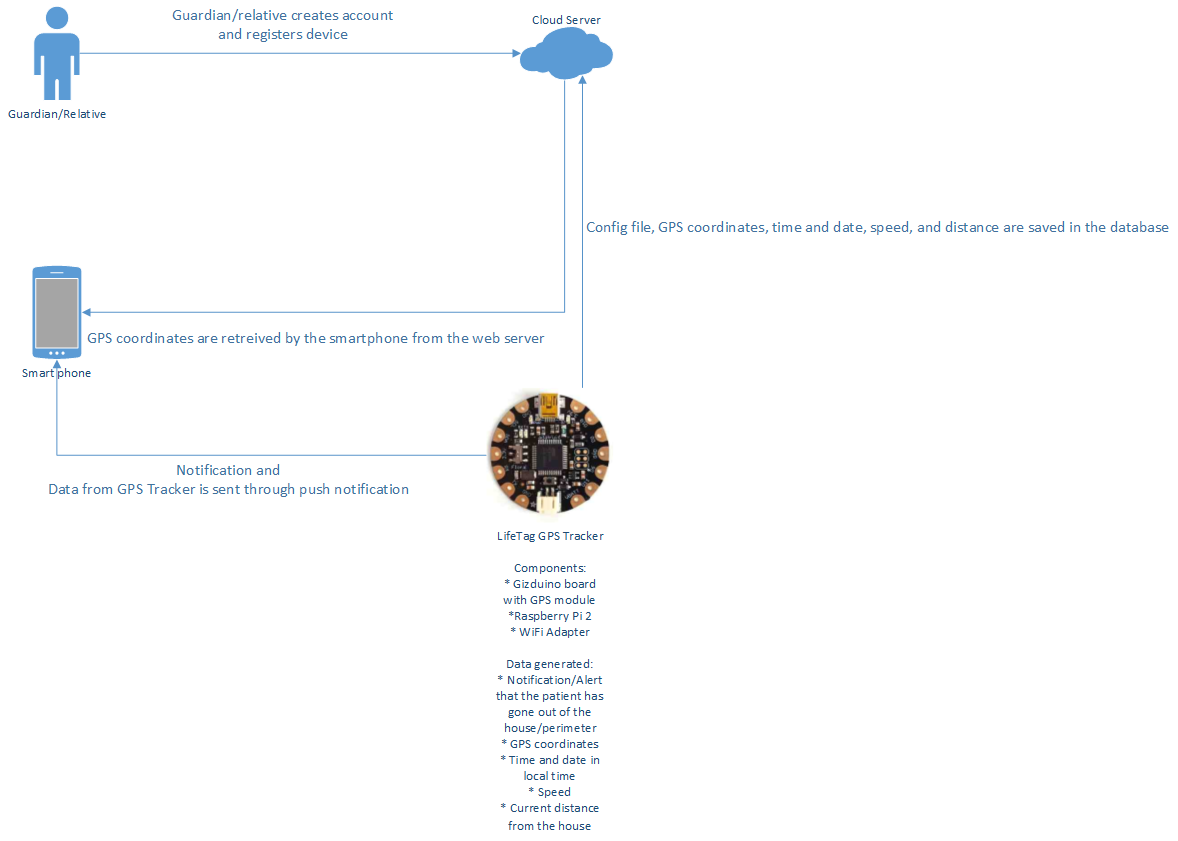 Guardian/relative creates account
and registers device
Cloud Server
Guardian/Relative
Config file, GPS coordinates, time and date, speed, and distance are saved in the database
GPS coordinates are retreived by the smartphone from the web server
Smart phone
Notification and
Data from GPS Tracker is sent through push notification
LifeTag GPS Tracker
Components:
* Gizduino board
with GPS module
*Raspberry Pi 2
* WiFi Adapter
Data generated:
* Notification/Alert
that the patient has
gone out of the
house/perimeter
* GPS coordinates
* Time and date in
local time
* Speed
* Current distance
from the house